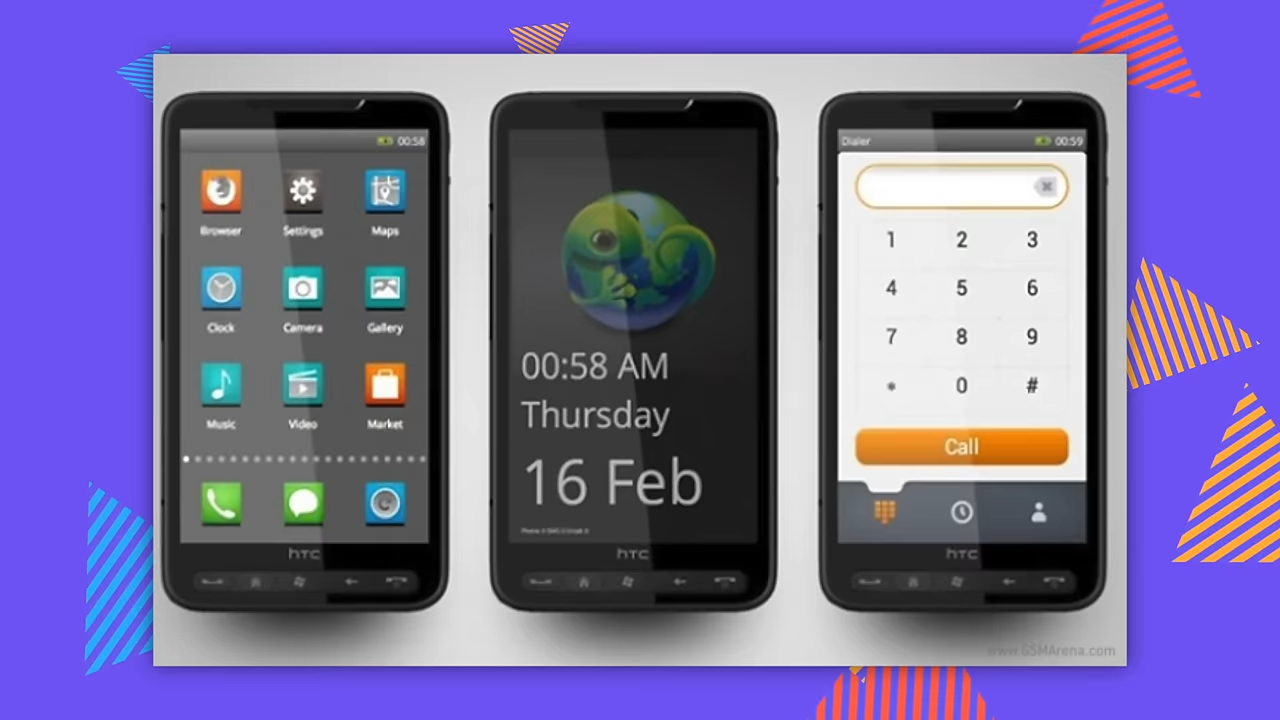 00:58
Browser
Settings
Maps
Clock
Camera
Gallery
Music
Video
Market
hTC
00:58 AM
Thursday
16 Feb
hTC
Dialer
00:59
1 2 3
4 5 6
7 8 9
* 0 #
Call
hTC
www.GSMArena.com